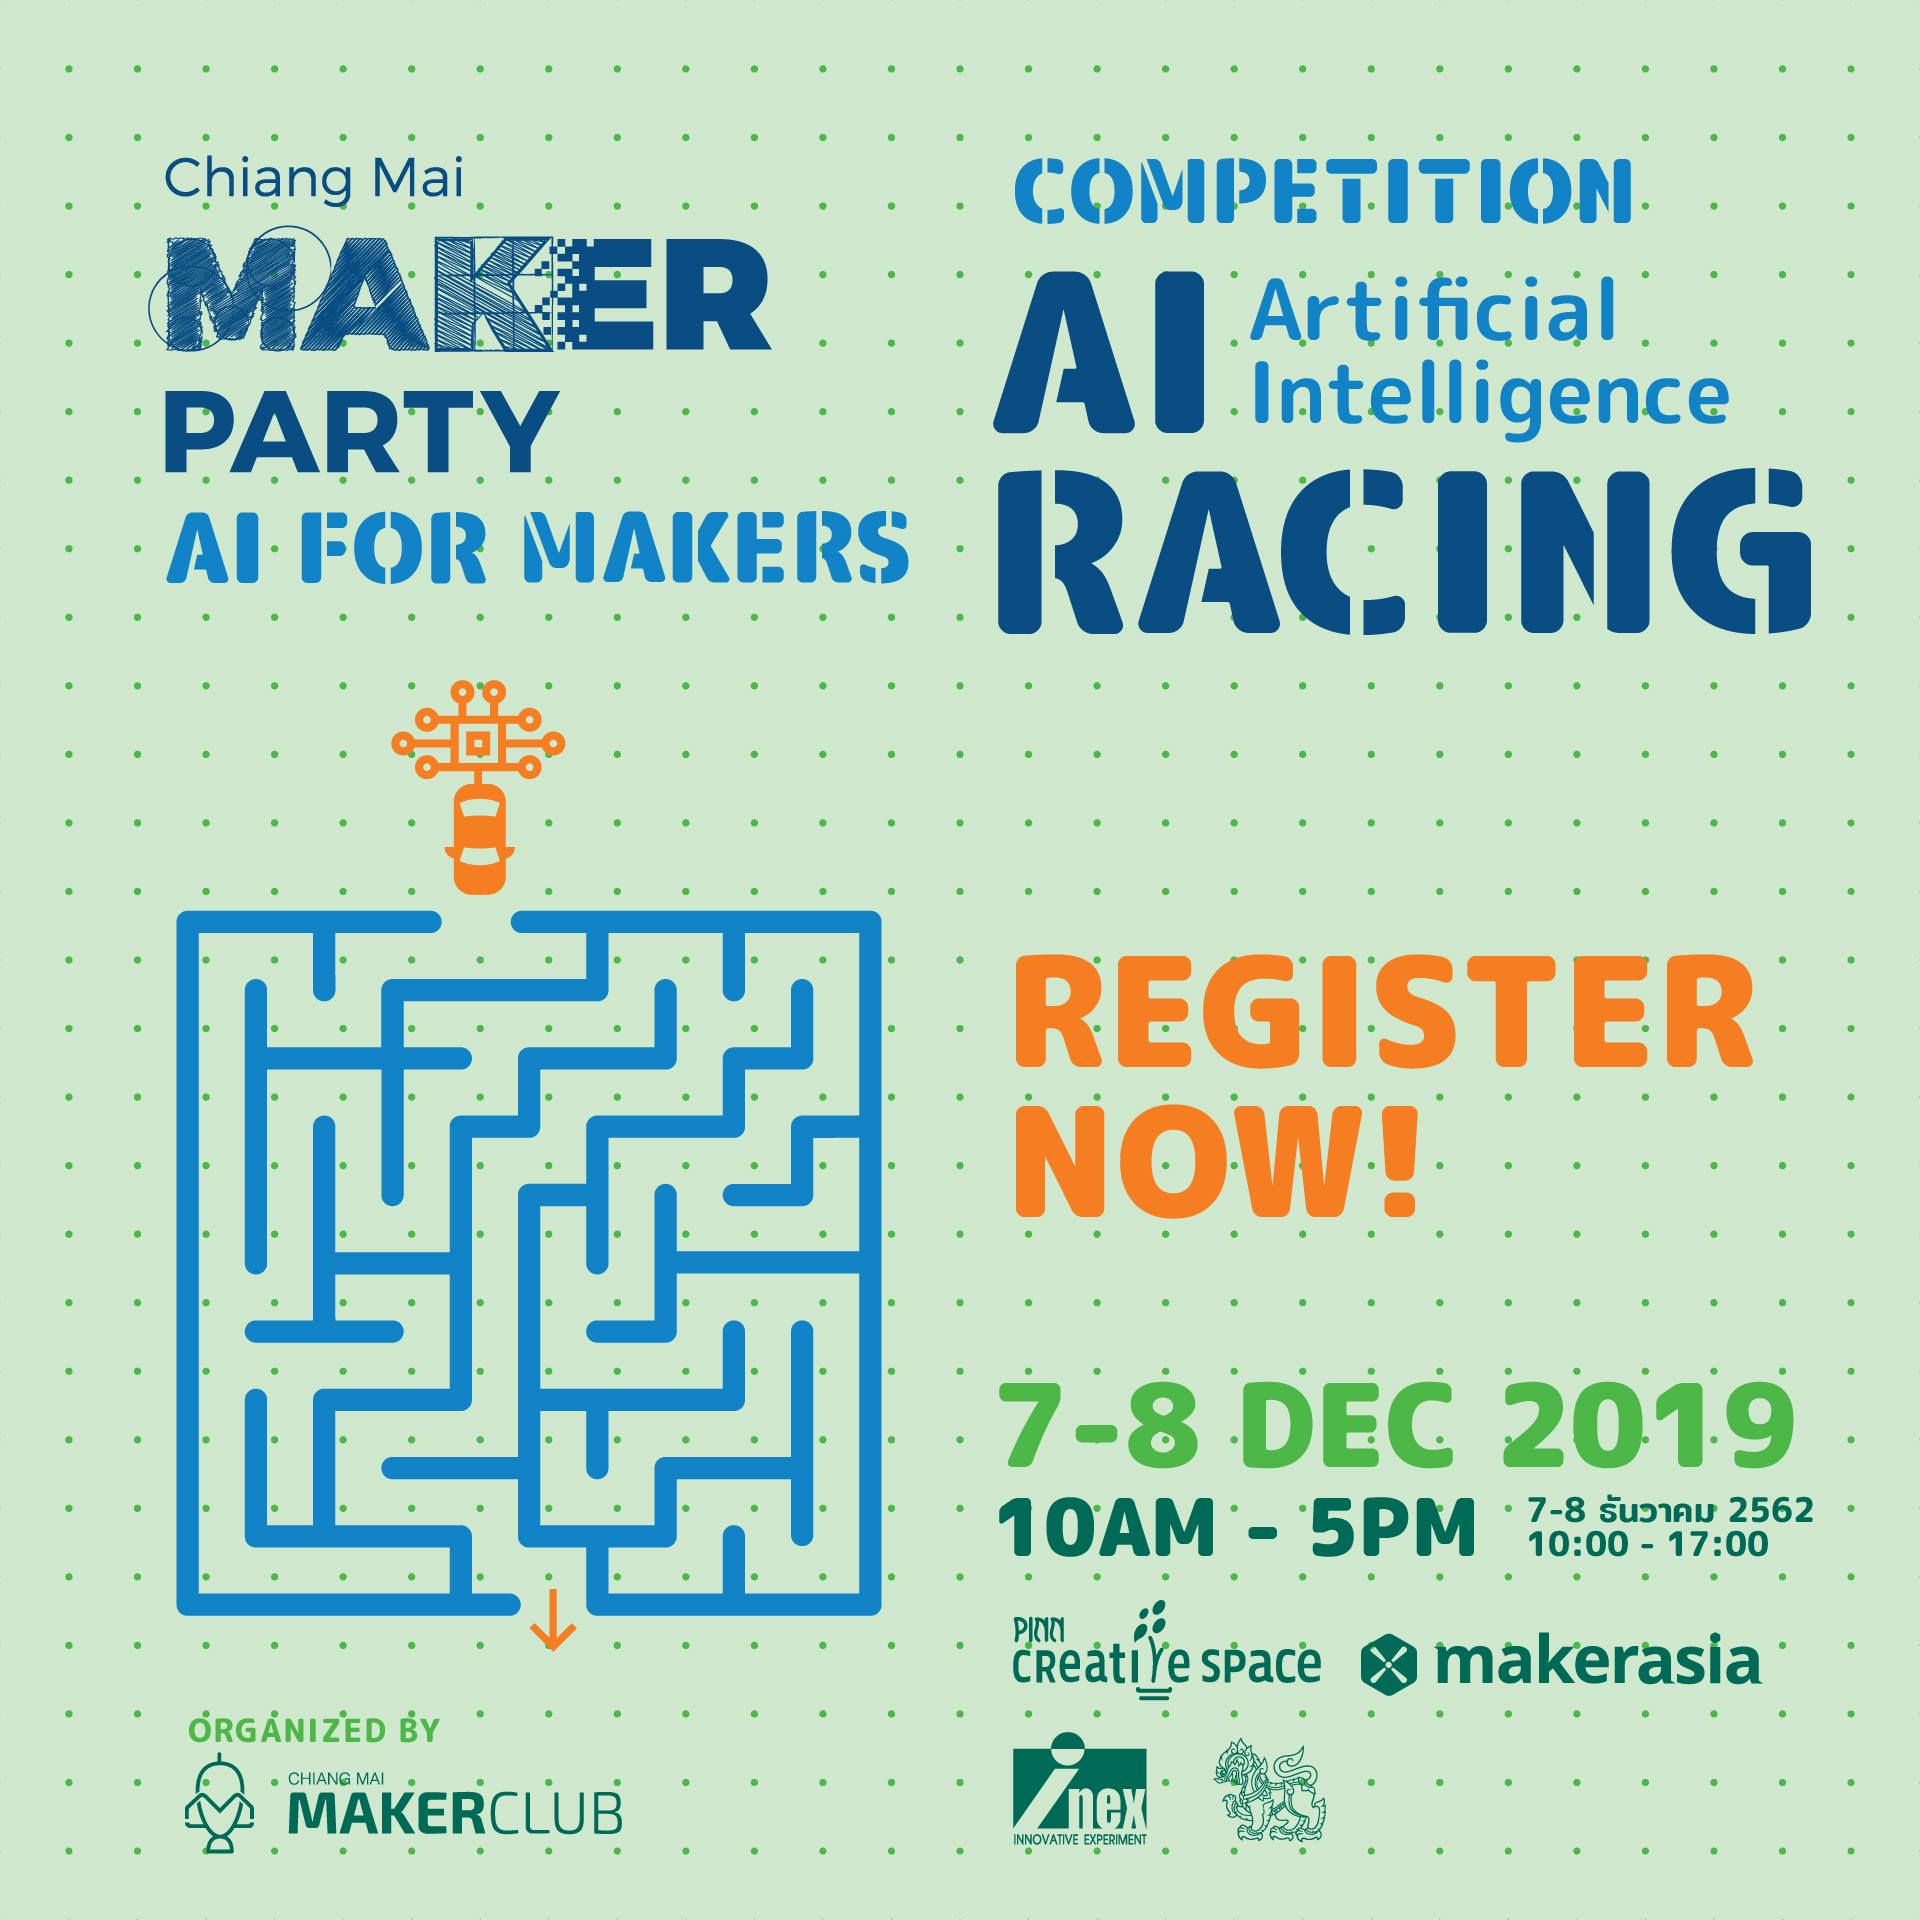 Chiang Mai
MAKER
PARTY
AI FOR MAKERS
COMPETITION
AI Artificial
Intelligence
RACING
REGISTER
NOW!
7-8 DEC 2019
10AM - 5PM
7-8 ธันวาคม 2562
10:00 - 17:00
PINN
CReatiVe SPaCe
makerasia
inex
INNOVATIVE EXPERIMENT
ORGANIZED BY
CHIANG MAI
MAKERCLUB